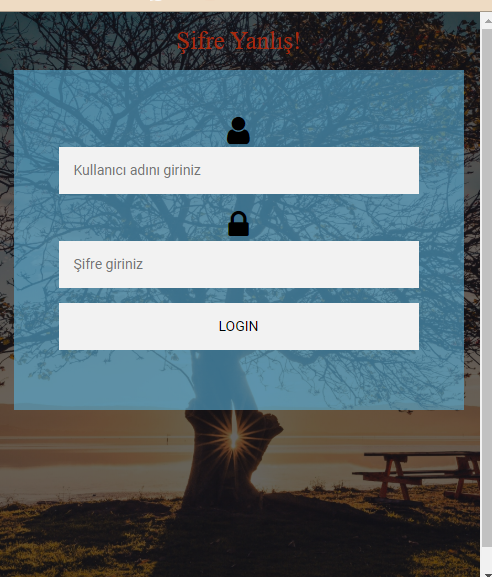 Şifre Yanlış!
Kullanıcı adını giriniz
Şifre giriniz
LOGIN